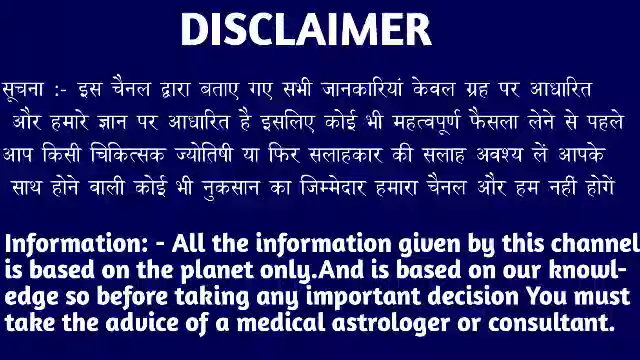 DISCLAIMER
सूचना :- इस चैनल द्वारा बताए गए सभी जानकारियां केवल ग्रह पर आधारित
और हमारे ज्ञान पर आधारित है इसलिए कोई भी महत्वपूर्ण फैसला लेने से पहले
आप किसी चिकित्सक ज्योतिषी या फिर सलाहकार की सलाह अवश्य लें आपके
साथ होने वाली कोई भी नुकसान का जिम्मेदार हमारा चैनल और हम नहीं होगें
Information: - All the information given by this channel
is based on the planet only.And is based on our knowl-
edge so before taking any important decision You must
take the advice of a medical astrologer or consultant.